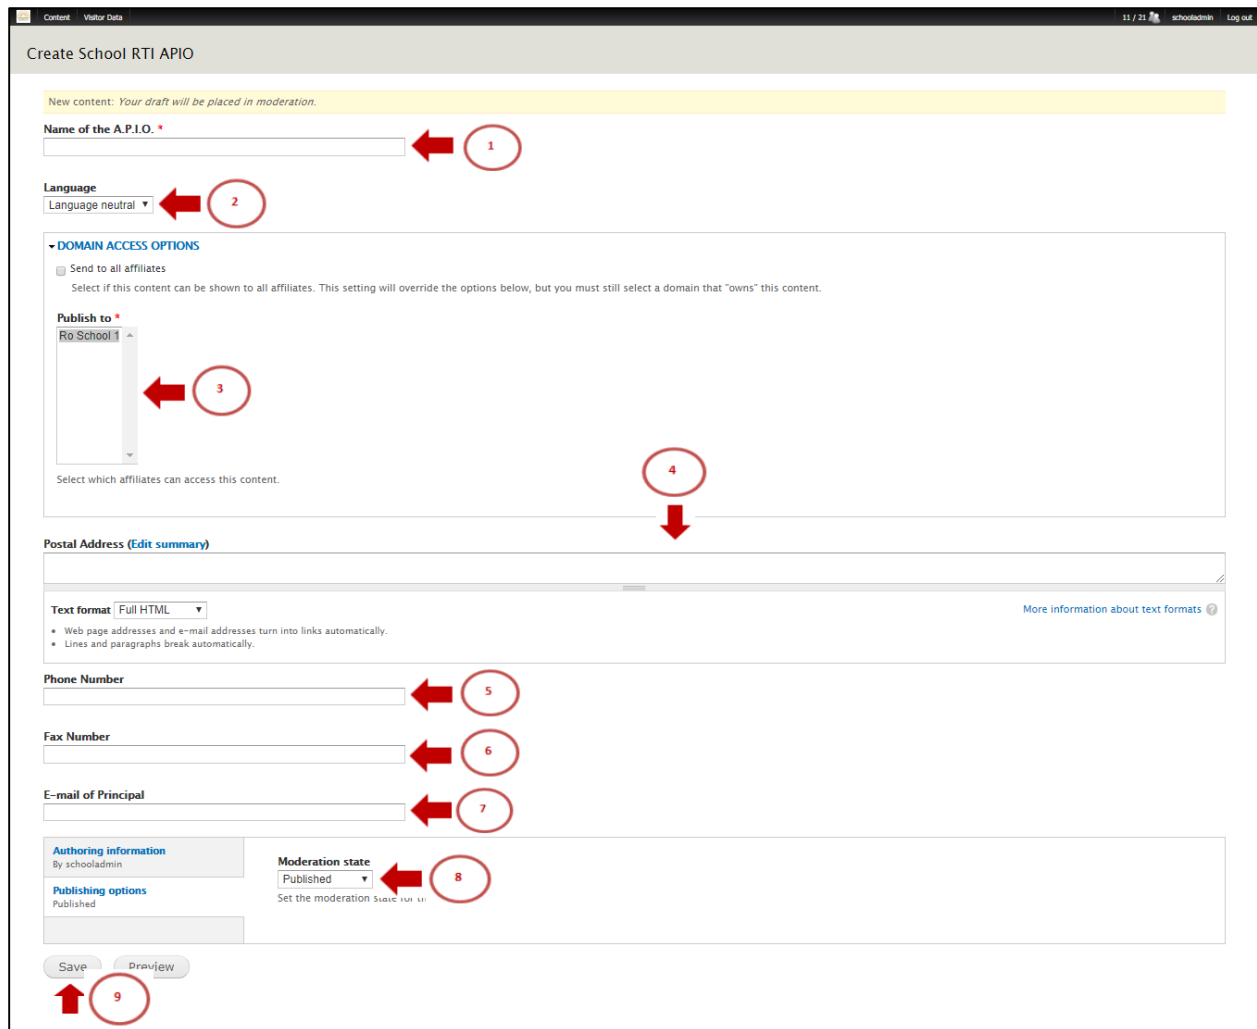 Content Visitor Data 11 / 21 schooladmin Log out
Create School RTI APIO
New content: Your draft will be placed in moderation.
Name of the A.P.I.O. *
1
Language
Language neutral
2
DOMAIN ACCESS OPTIONS
Send to all affiliates
Select if this content can be shown to all affiliates. This setting will override the options below, but you must still select a domain that "owns" this content.
Publish to *
Ro School 1
3
Select which affiliates can access this content.
4
Postal Address (Edit summary)
Text format Full HTML More information about text formats ?
• Web page addresses and e-mail addresses turn into links automatically.
• Lines and paragraphs break automatically.
Phone Number
5
Fax Number
6
E-mail of Principal
7
Authoring information
By schooladmin
Publishing options
Published
Moderation state
Published
8
Set the moderation state for
Save Preview
9